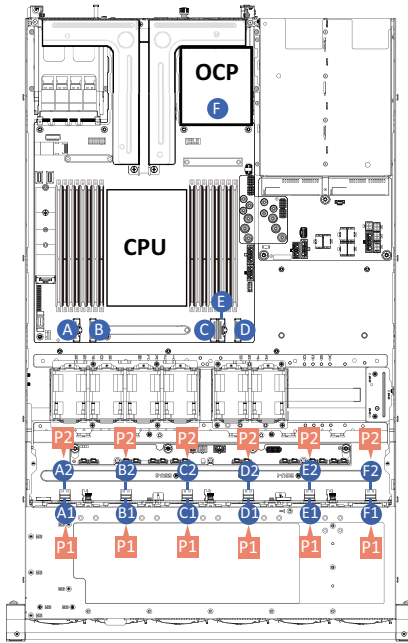 OCP
F
CPU
E
A B C D
P2 P2 P2 P2 P2 P2
A2 B2 C2 D2 E2 F2
A1 B1 C1 D1 E1 F1
P1 P1 P1 P1 P1 P1